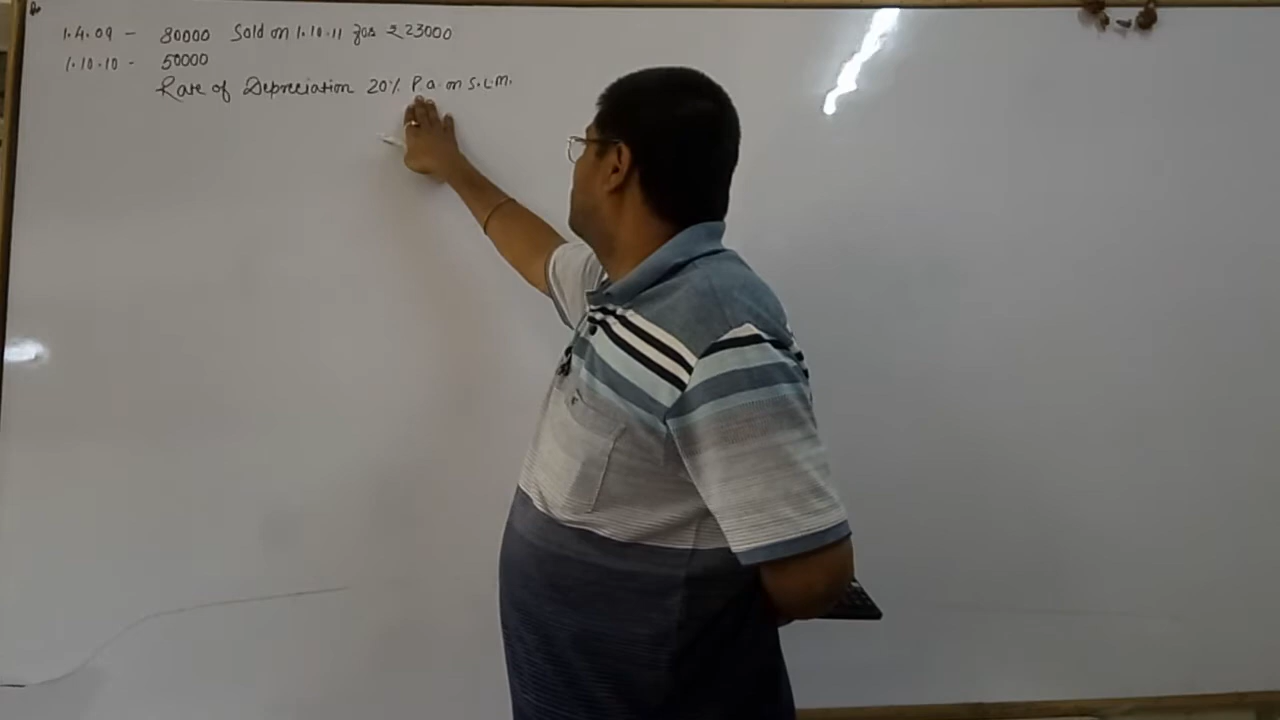 1.4.09 - 80000 Sold on 1.10.11 for ₹23000
1.10.10 - 50000
Rate of Depreciation 20% P.a. on S.L.M.